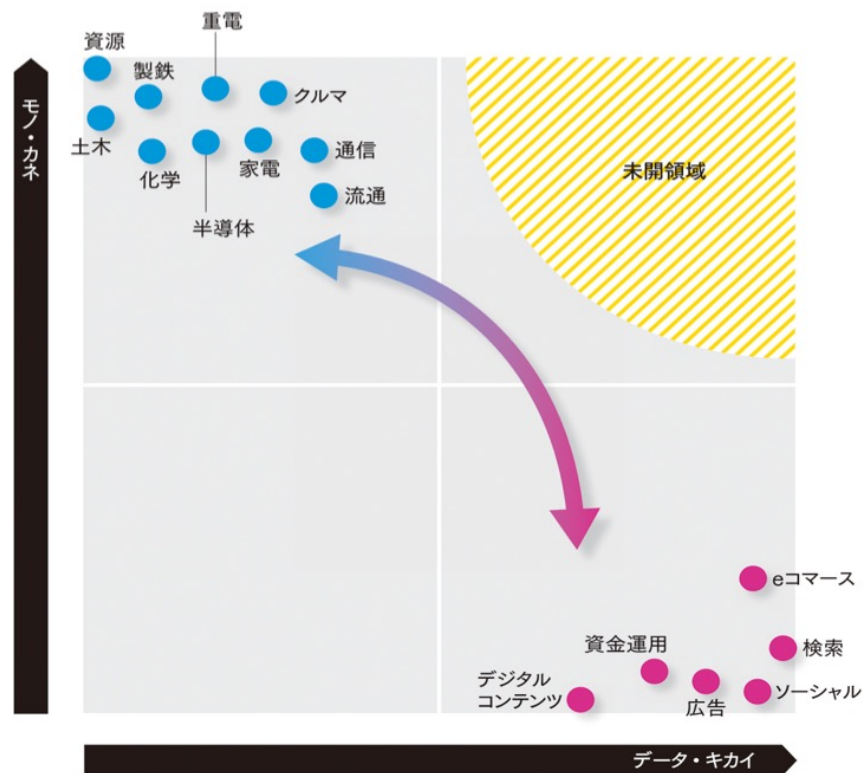 重電
資源
製鉄
クルマ
土木
化学
家電
通信
流通
半導体
モノ・カネ
未開領域
eコマース
資金運用
検索
デジタル
コンテンツ
ソーシャル
広告
データ・キカイ